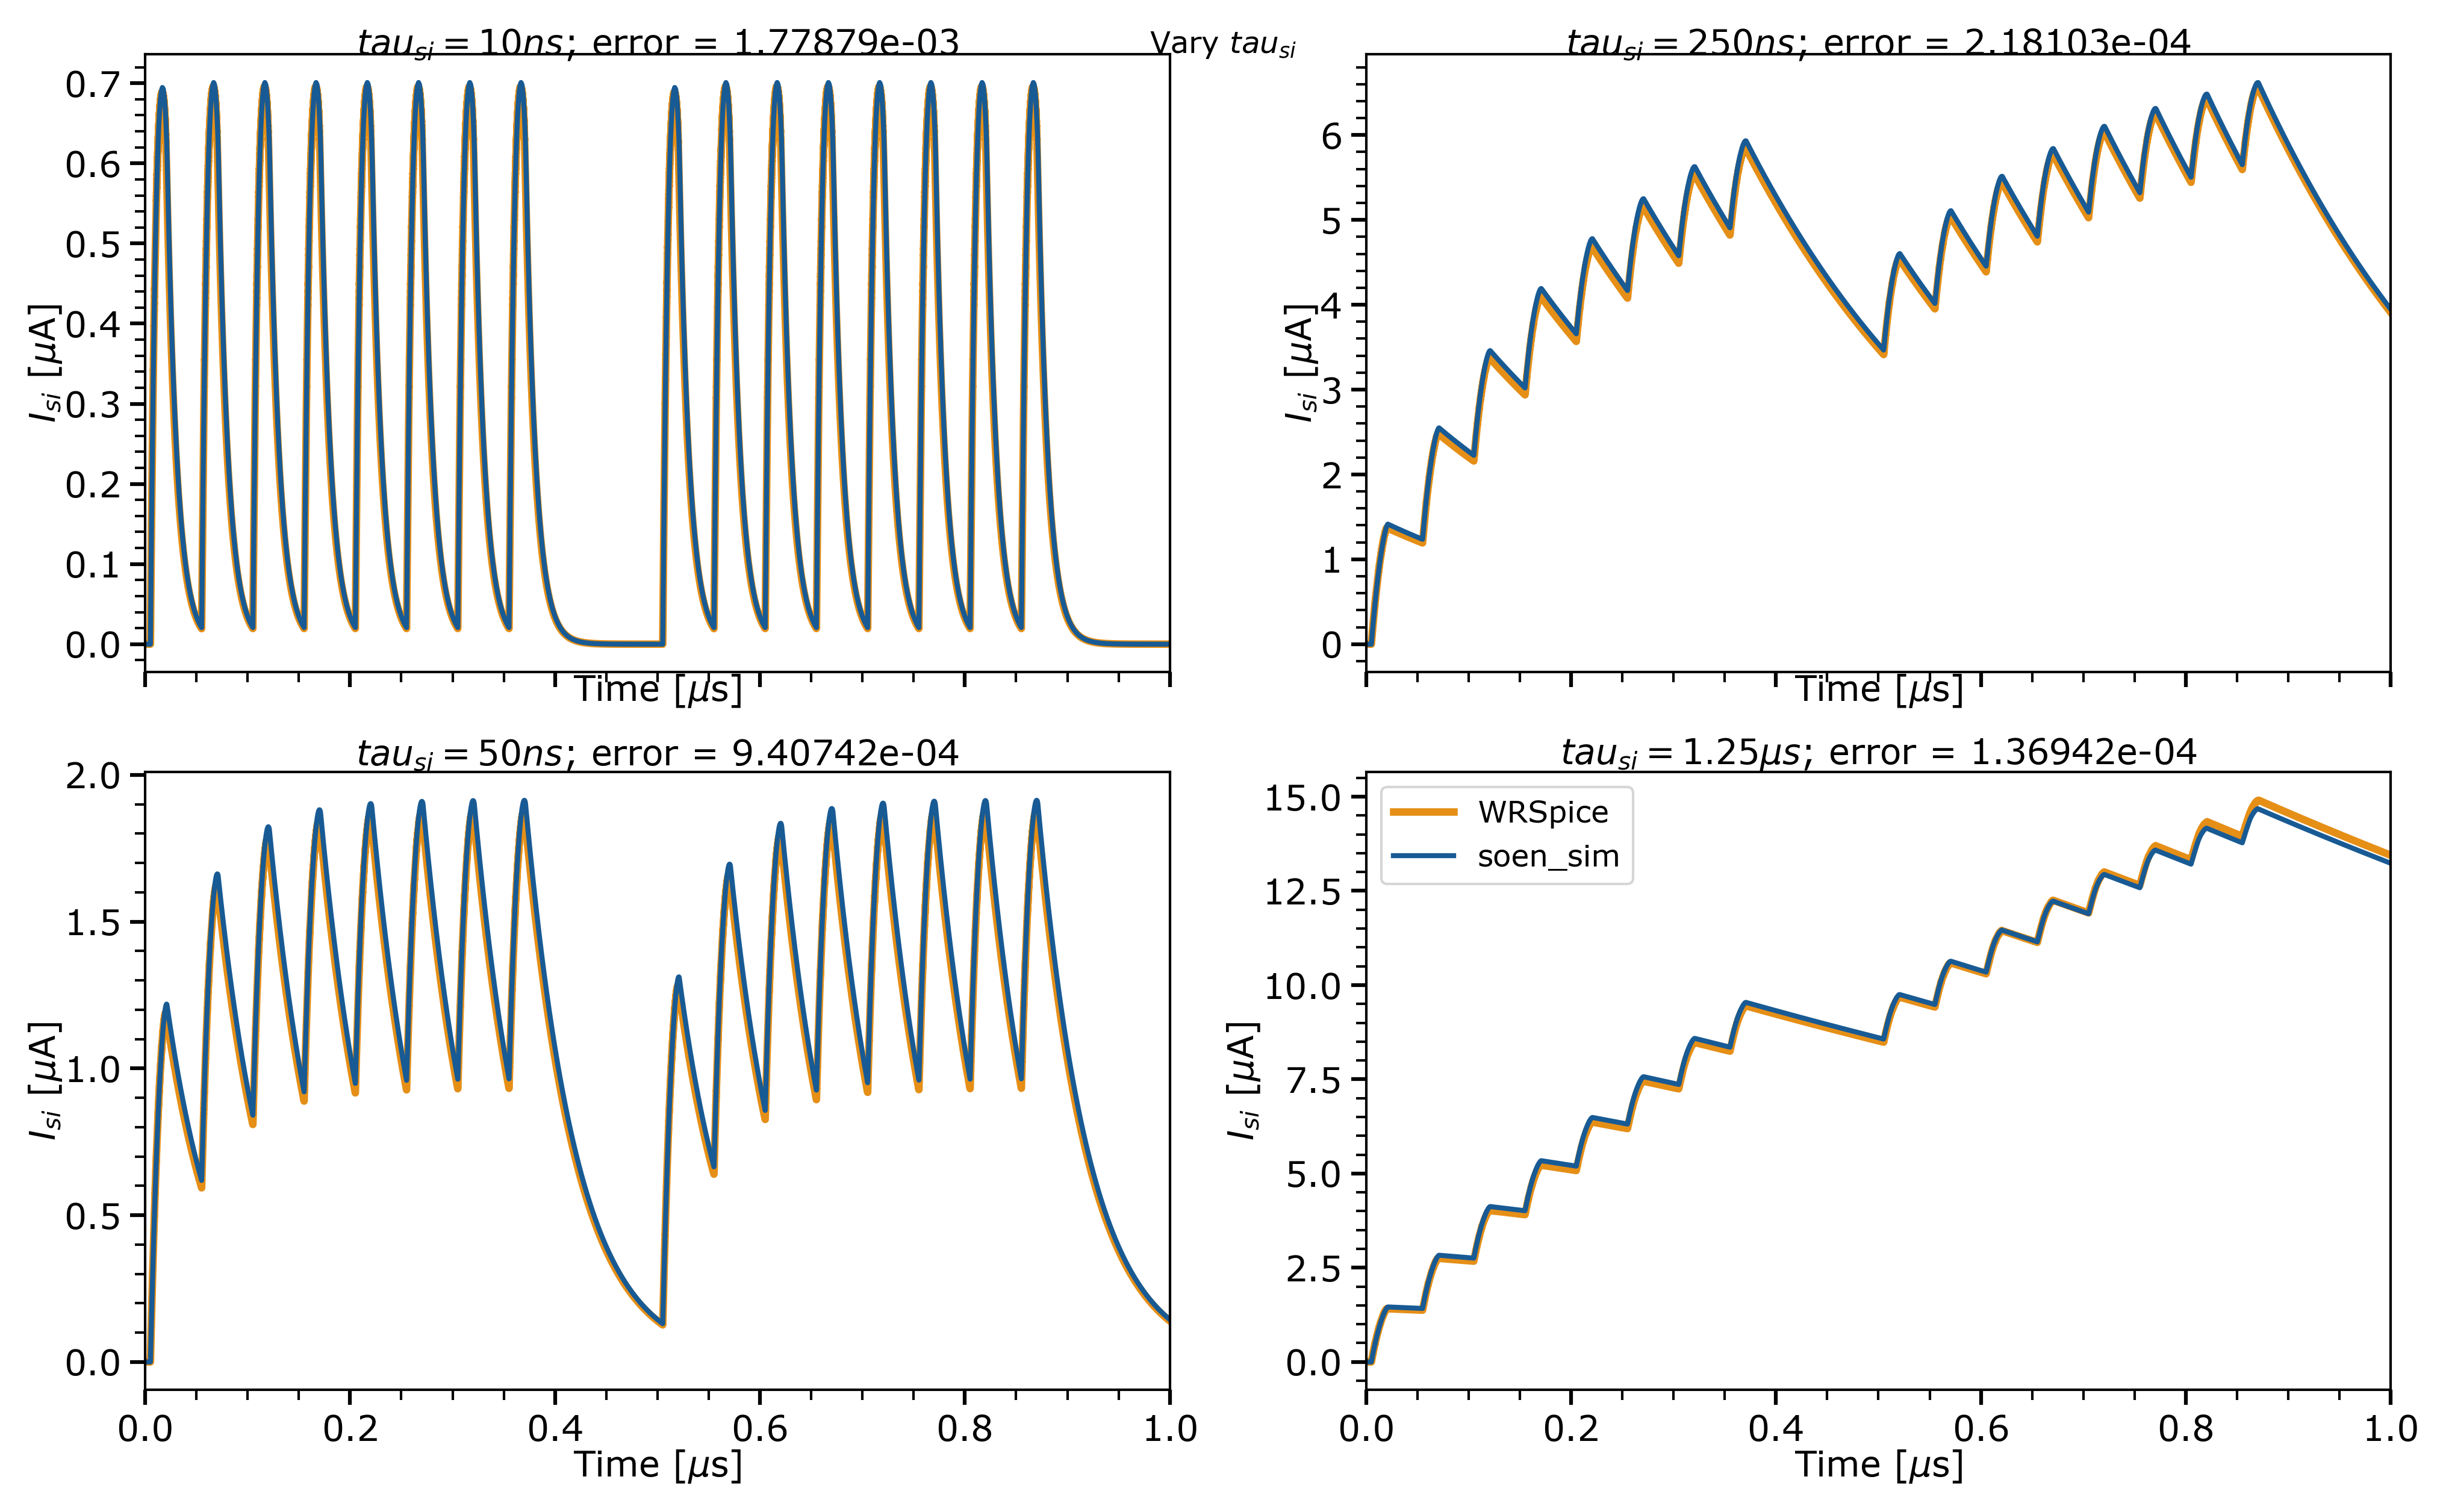 Vary tau_si
tau_si = 10ns; error = 1.77879e-03
0.7
0.6
0.5
0.4
0.3
0.2
0.1
0.0
I_si [μA]
Time [μs]
tau_si = 250ns; error = 2.18103e-04
6
5
4
3
2
1
0
I_si [μA]
Time [μs]
tau_si = 50ns; error = 9.40742e-04
2.0
1.5
1.0
0.5
0.0
I_si [μA]
0.0 0.2 0.4 0.6 0.8 1.0
Time [μs]
tau_si = 1.25μs; error = 1.36942e-04
WRSpice
soen_sim
15.0
12.5
10.0
7.5
5.0
2.5
0.0
I_si [μA]
0.0 0.2 0.4 0.6 0.8 1.0
Time [μs]